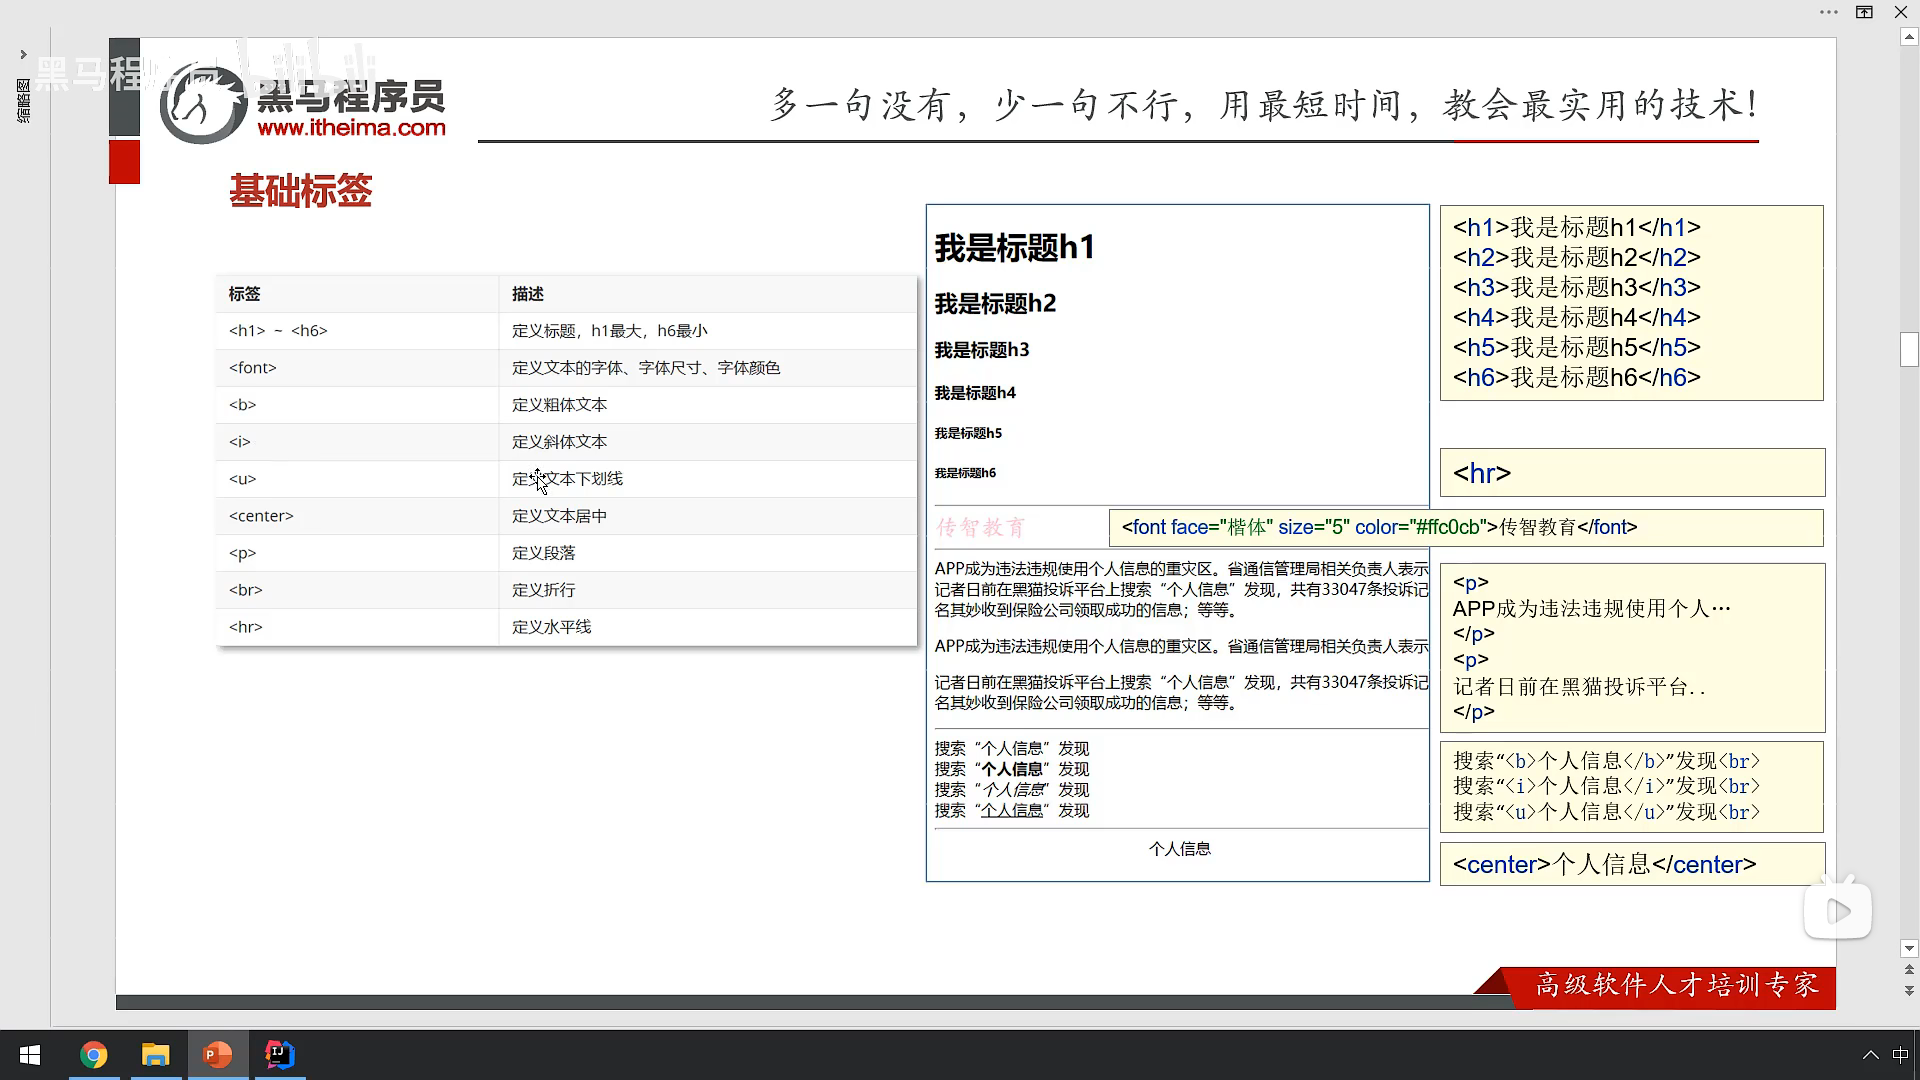 缩略图
黑马程序员
www.itheima.com
多一句没有，少一句不行，用最短时间，教会最实用的技术！
基础标签
标签 描述
<h1> ~ <h6> 定义标题，h1最大，h6最小
<font> 定义文本的字体、字体尺寸、字体颜色
<b> 定义粗体文本
<i> 定义斜体文本
<u> 定义文本下划线
<center> 定义文本居中
<p> 定义段落
<br> 定义折行
<hr> 定义水平线
我是标题h1
我是标题h2
我是标题h3
我是标题h4
我是标题h5
我是标题h6
传智教育
APP成为违法违规使用个人信息的重灾区。省通信管理局相关负责人表示
记者日前在黑猫投诉平台上搜索“个人信息”发现，共有33047条投诉记
名其妙收到保险公司领取成功的信息；等等。
APP成为违法违规使用个人信息的重灾区。省通信管理局相关负责人表示
记者日前在黑猫投诉平台上搜索“个人信息”发现，共有33047条投诉记
名其妙收到保险公司领取成功的信息；等等。
搜索“个人信息”发现
搜索“个人信息”发现
搜索“个人信息”发现
搜索“个人信息”发现
个人信息
<h1>我是标题h1</h1>
<h2>我是标题h2</h2>
<h3>我是标题h3</h3>
<h4>我是标题h4</h4>
<h5>我是标题h5</h5>
<h6>我是标题h6</h6>
<hr>
<font face="楷体" size="5" color="#ffc0cb">传智教育</font>
<p>
APP成为违法违规使用个人…
</p>
<p>
记者日前在黑猫投诉平台..
</p>
搜索“<b>个人信息</b>”发现<br>
搜索“<i>个人信息</i>”发现<br>
搜索“<u>个人信息</u>”发现<br>
<center>个人信息</center>
高级软件人才培训专家
中